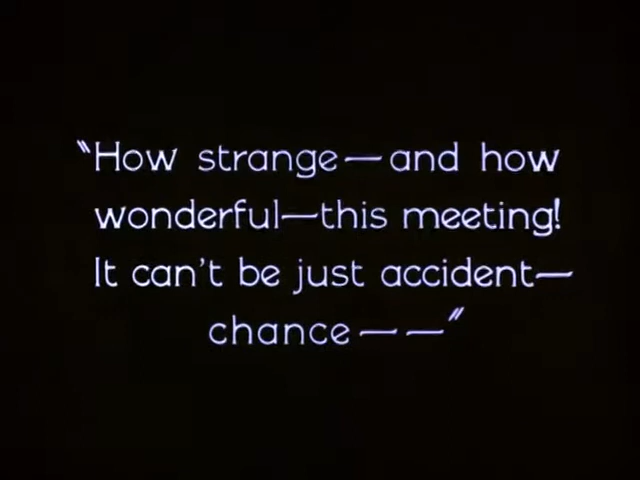 "How strange—and how
wonderful—this meeting!
It can't be just accident—
chance——"